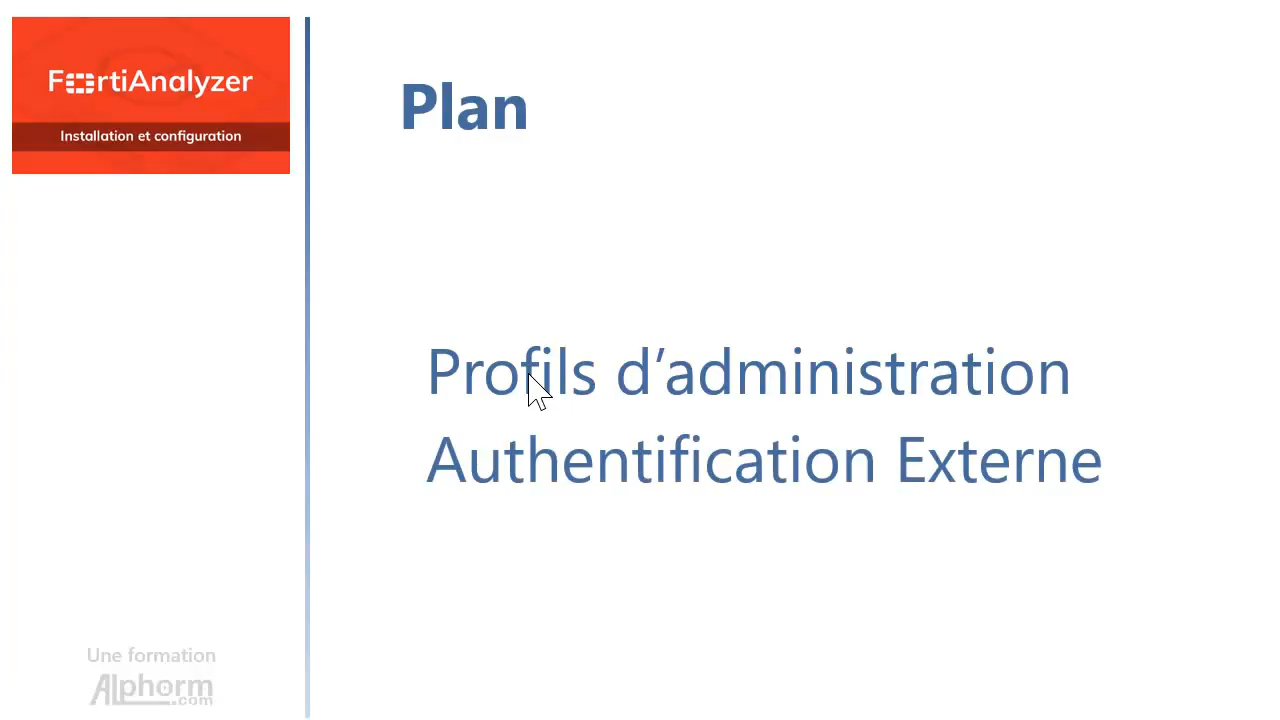 FortiAnalyzer
Installation et configuration
Plan
Profils d’administration
Authentification Externe
Une formation
Alphorm
.com